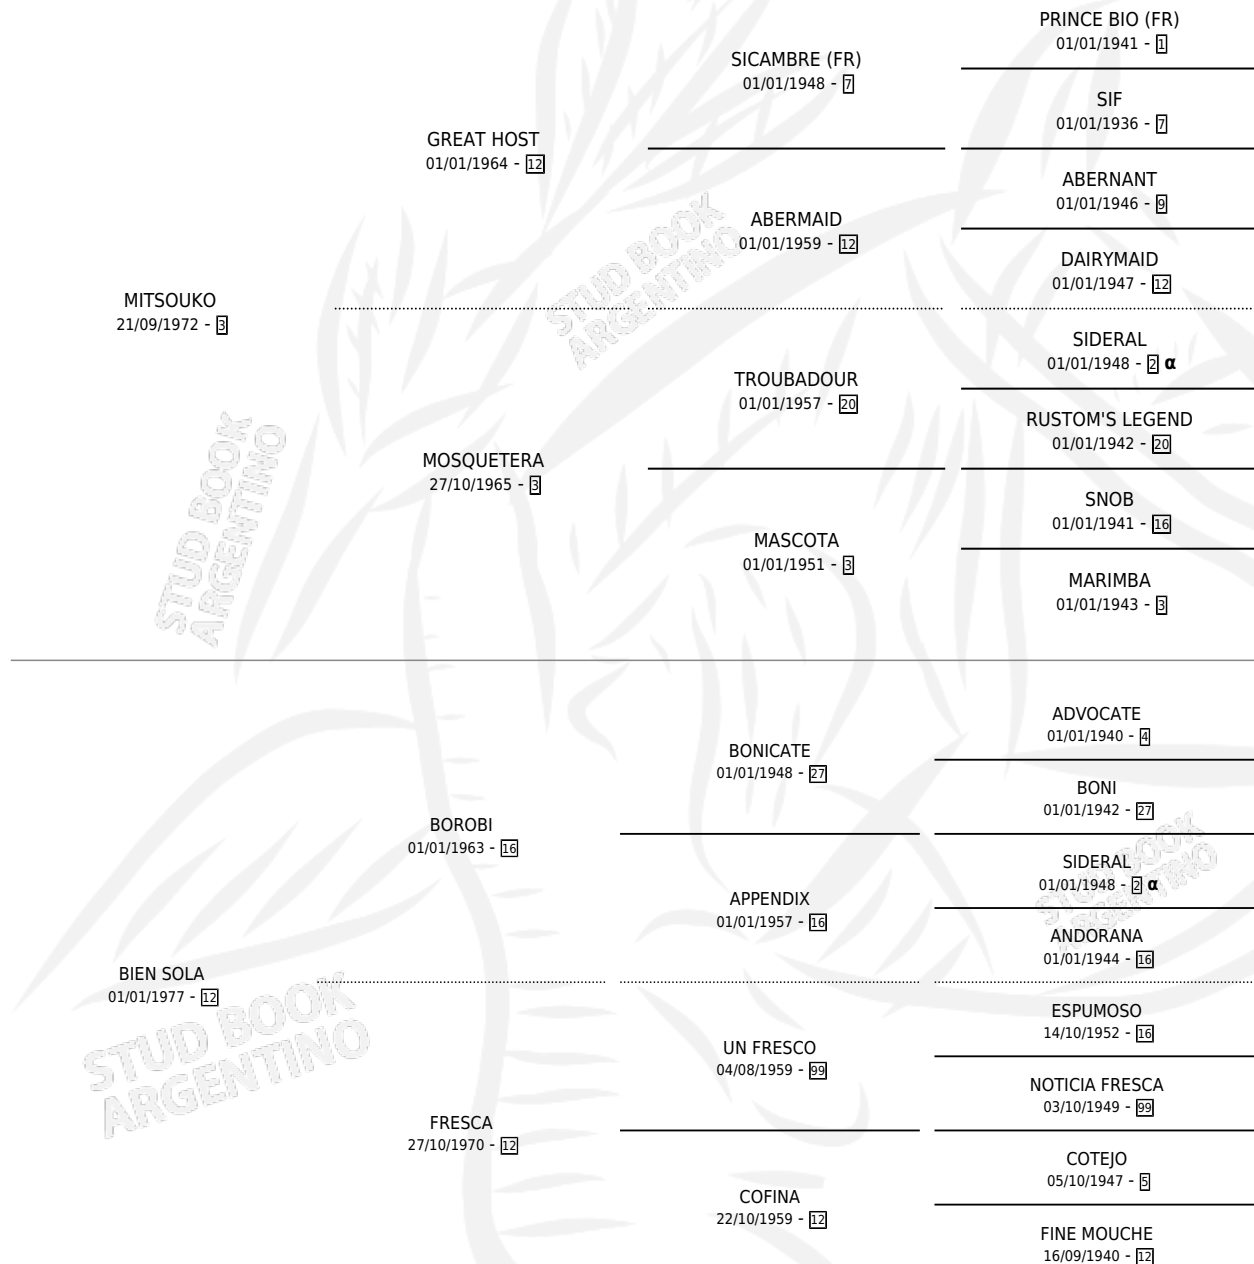 PRINCE BIO (FR)
01/01/1941 - 1
SICAMBRE (FR)
01/01/1948 - 7
SIF
01/01/1936 - 7
GREAT HOST
01/01/1964 - 12
ABERNANT
01/01/1946 - 9
ABERMAID
01/01/1959 - 12
DAIRYMAID
01/01/1947 - 12
MITSOUKO
21/09/1972 - 3
SIDERAL
01/01/1948 - 2 α
TROUBADOUR
01/01/1957 - 20
RUSTOM'S LEGEND
01/01/1942 - 20
MOSQUETERA
27/10/1965 - 3
SNOB
01/01/1941 - 16
MASCOTA
01/01/1951 - 3
MARIMBA
01/01/1943 - 3
STUD BOOK
ARGENTINO
STUD BOOK
ARGENTINO
ADVOCATE
01/01/1940 - 4
BONICATE
01/01/1948 - 27
BONI
01/01/1942 - 27
BOROBI
01/01/1963 - 16
SIDERAL
01/01/1948 - 2 α
APPENDIX
01/01/1957 - 16
ANDORANA
01/01/1944 - 16
BIEN SOLA
01/01/1977 - 12
ESPUMOSO
14/10/1952 - 16
UN FRESCO
04/08/1959 - 99
NOTICIA FRESCA
03/10/1949 - 99
FRESCA
27/10/1970 - 12
COTEJO
05/10/1947 - 5
COFINA
22/10/1959 - 12
FINE MOUCHE
16/09/1940 - 12
STUD BOOK
ARGENTINO
STUD BOOK
ARGENTINO